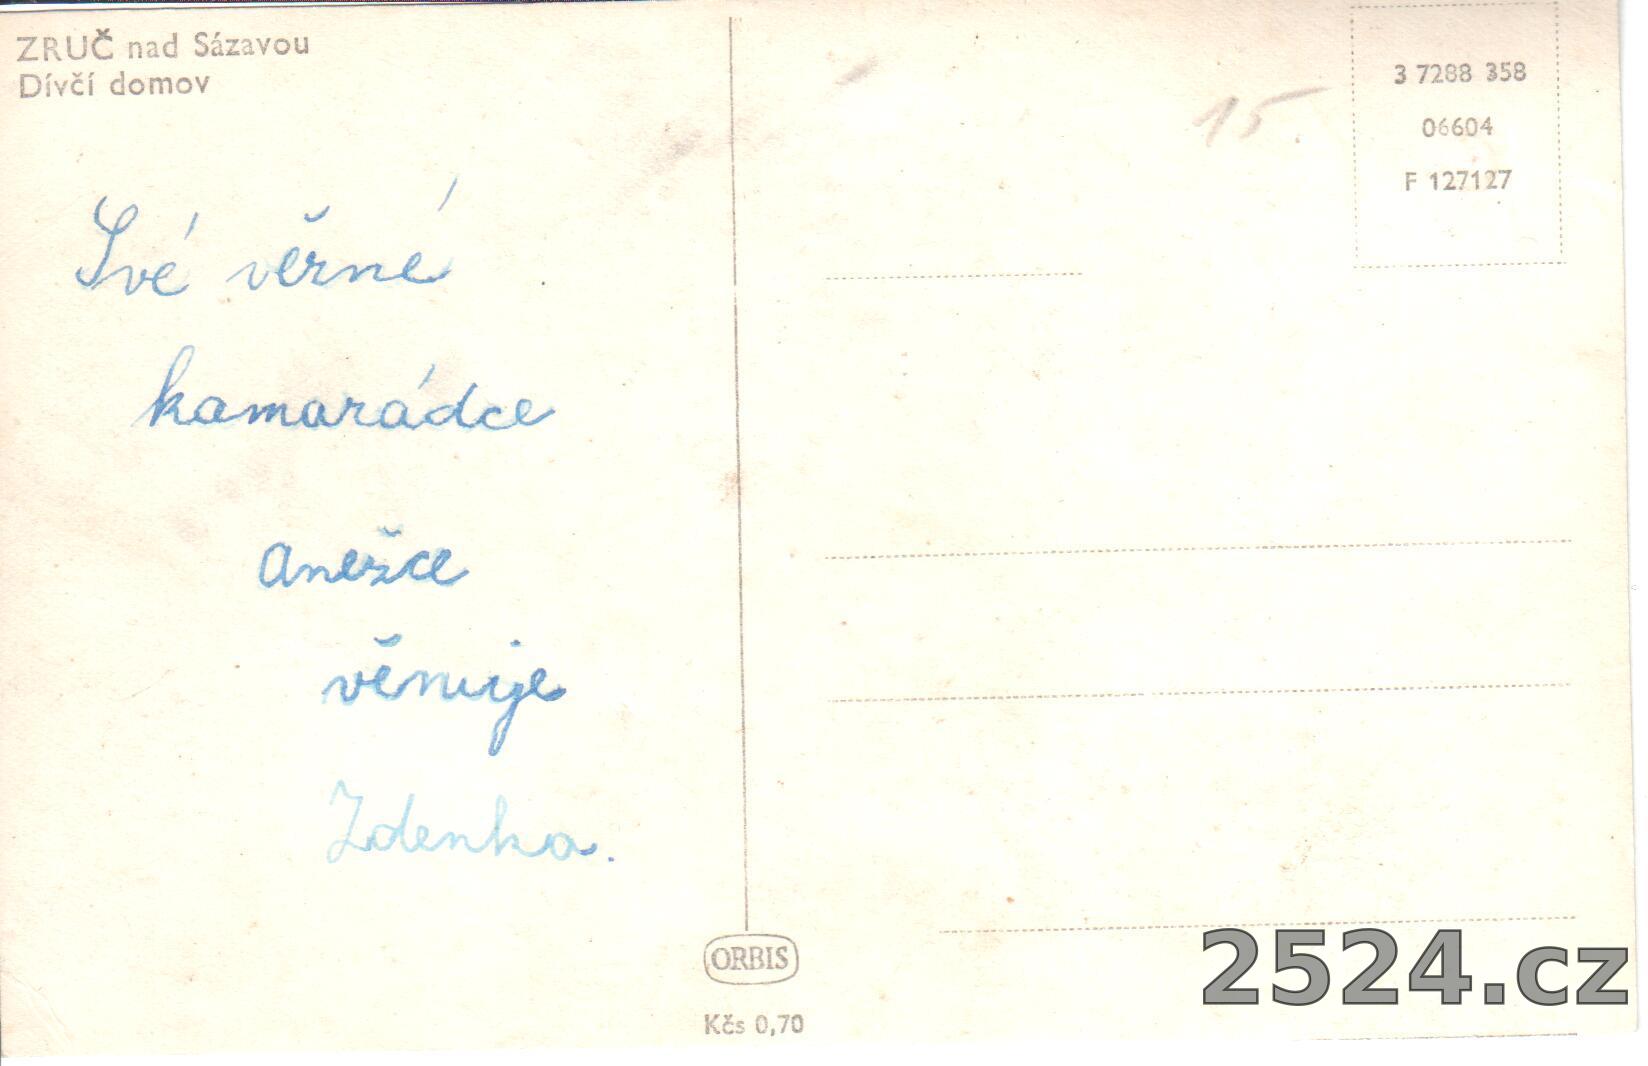 ZRUČ nad Sázavou
Dívčí domov
Své věrné
kamarádce
Anežce
věnuje
Zdenka.
15
3 7288 358
06604
F 127127
ORBIS
Kčs 0,70
2524.cz